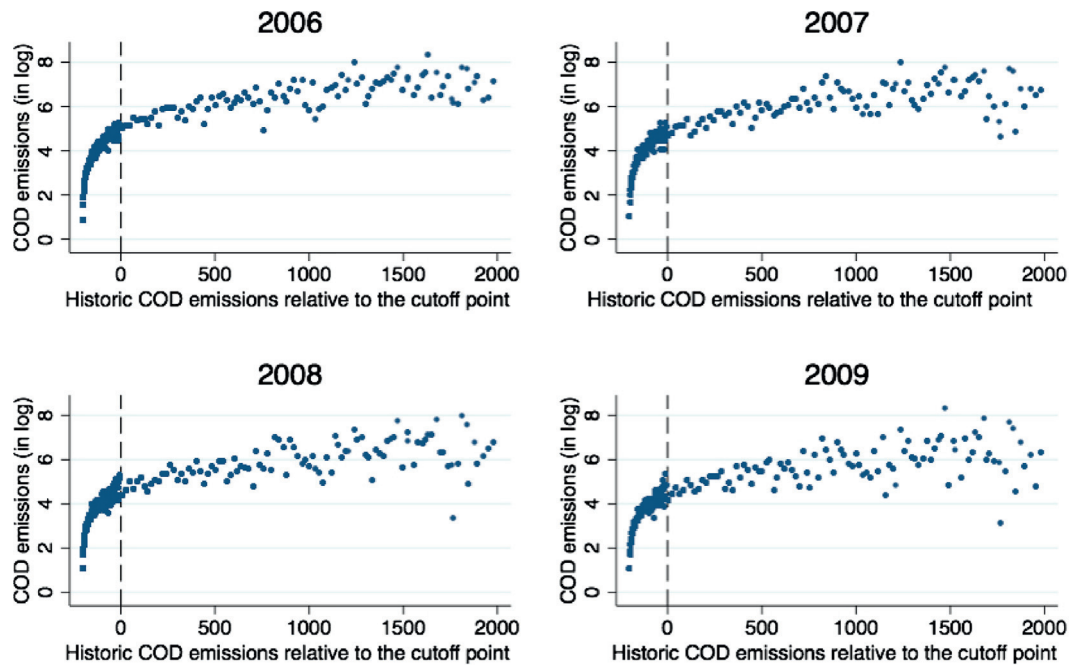 2006
COD emissions (in log)
8
6
4
2
0
0 500 1000 1500 2000
Historic COD emissions relative to the cutoff point
2007
COD emissions (in log)
8
6
4
2
0
0 500 1000 1500 2000
Historic COD emissions relative to the cutoff point
2008
COD emissions (in log)
8
6
4
2
0
0 500 1000 1500 2000
Historic COD emissions relative to the cutoff point
2009
COD emissions (in log)
8
6
4
2
0
0 500 1000 1500 2000
Historic COD emissions relative to the cutoff point